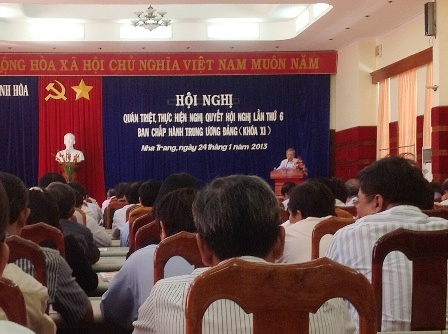 ỘNG HÒA XÃ HỘI CHỦ NGHĨA VIỆT NAM MUÔN NĂM
NH HÒA
HỘI NGHỊ
QUÁN TRIỆT, THỰC HIỆN NGHỊ QUYẾT HỘI NGHỊ LẦN THỨ 6
BAN CHẤP HÀNH TRUNG ƯƠNG ĐẢNG (KHÓA XI)
Nha Trang, ngày 24 tháng 1 năm 2013